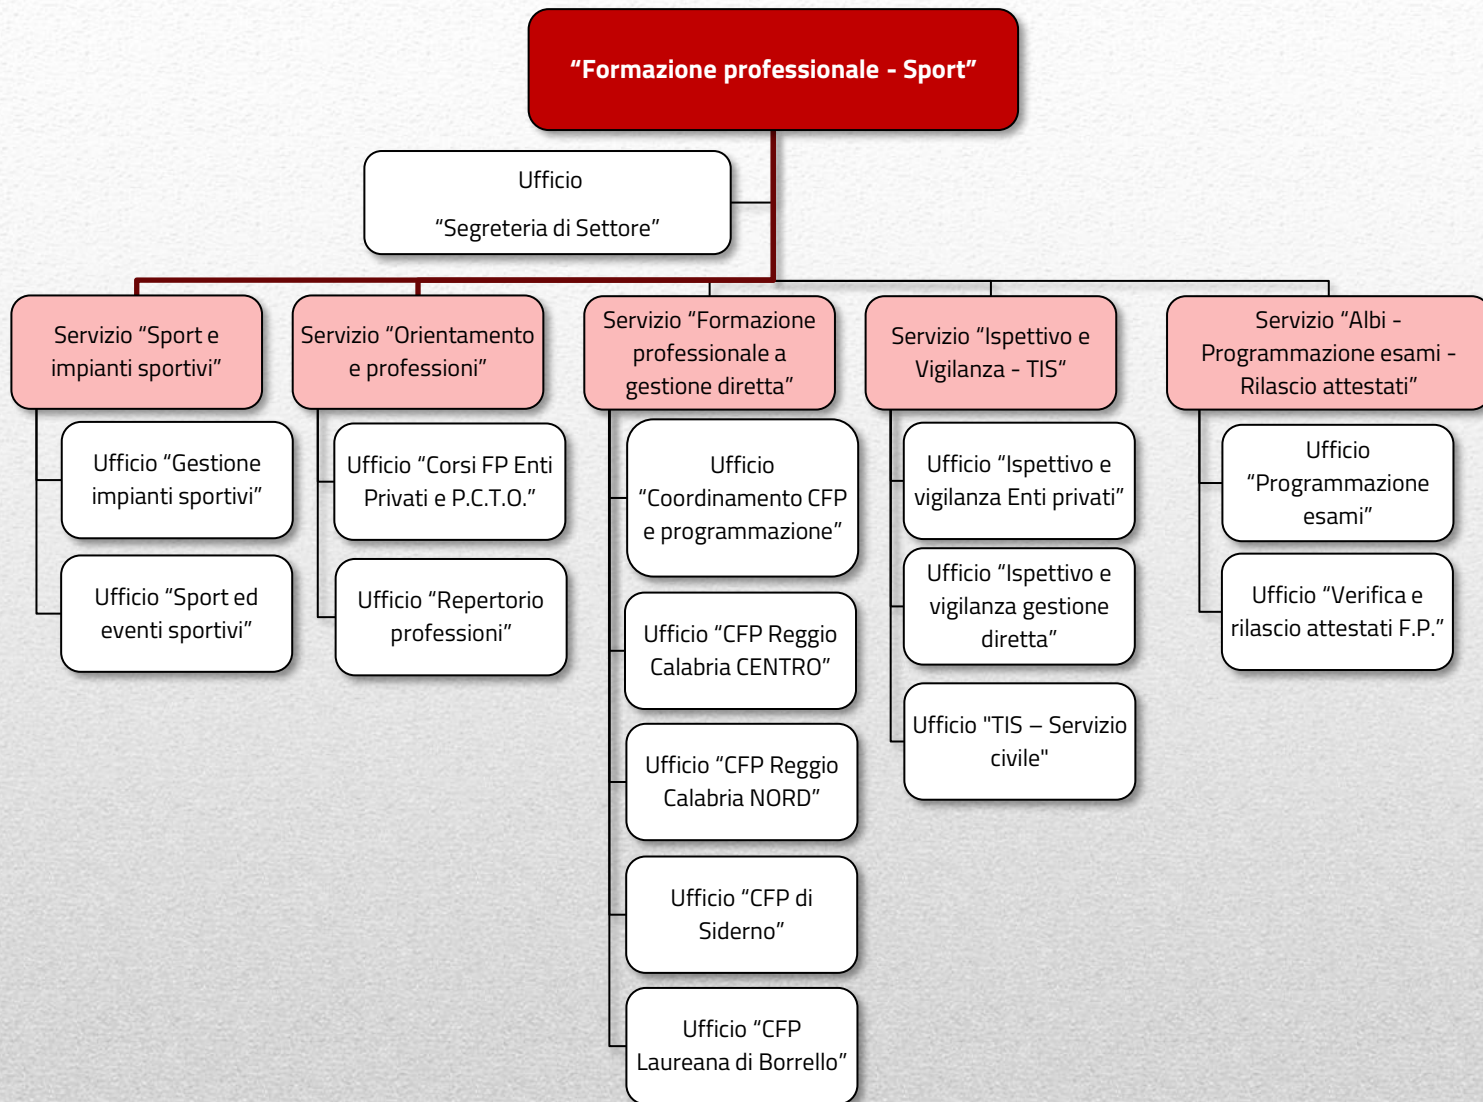 “Formazione professionale - Sport”
Ufficio
“Segreteria di Settore”
Servizio “Sport e
impianti sportivi”
Ufficio “Gestione
impianti sportivi”
Ufficio “Sport ed
eventi sportivi”
Servizio “Orientamento
e professioni”
Ufficio “Corsi FP Enti
Privati e P.C.T.O.”
Ufficio “Repertorio
professioni”
Servizio “Formazione
professionale a
gestione diretta”
Ufficio
“Coordinamento CFP
e programmazione”
Ufficio “CFP Reggio
Calabria CENTRO”
Ufficio “CFP Reggio
Calabria NORD”
Ufficio “CFP di
Siderno”
Ufficio “CFP
Laureana di Borrello”
Servizio “Ispettivo e
Vigilanza - TIS“
Ufficio “Ispettivo e
vigilanza Enti privati”
Ufficio “Ispettivo e
vigilanza gestione
diretta”
Ufficio "TIS – Servizio
civile"
Servizio “Albi -
Programmazione esami -
Rilascio attestati”
Ufficio
“Programmazione
esami”
Ufficio “Verifica e
rilascio attestati F.P.”